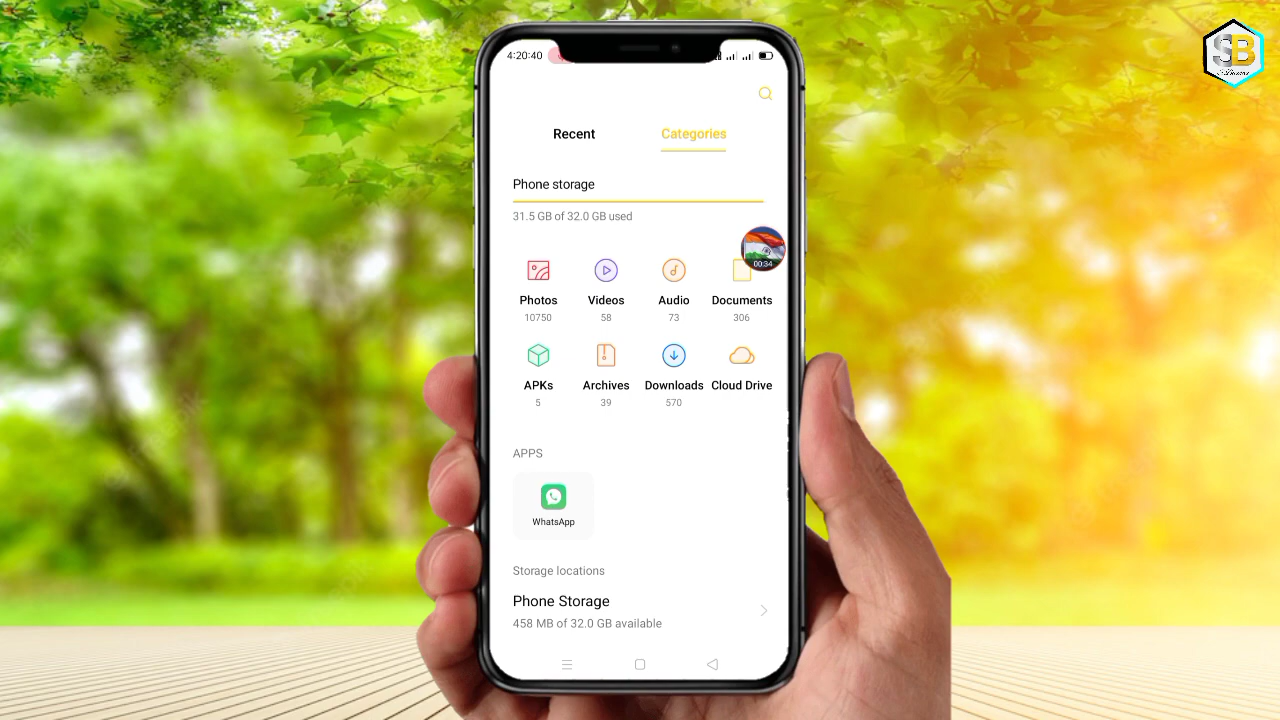 4:20:40
SB
Recent
Categories
Phone storage
31.5 GB of 32.0 GB used
00:34
Photos
Videos
Audio
Documents
10750
58
73
306
APKs
Archives
Downloads
Cloud Drive
5
39
570
APPS
WhatsApp
Storage locations
Phone Storage
458 MB of 32.0 GB available